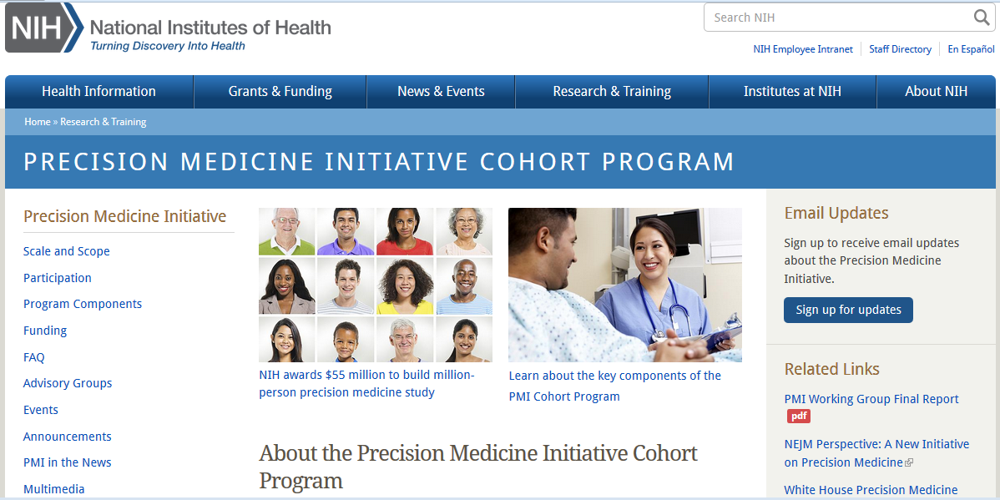 NIH National Institutes of Health
Turning Discovery Into Health
Search NIH
NIH Employee Intranet Staff Directory En Español
Health Information Grants & Funding News & Events Research & Training Institutes at NIH About NIH
Home » Research & Training
PRECISION MEDICINE INITIATIVE COHORT PROGRAM
Precision Medicine Initiative
Scale and Scope
Participation
Program Components
Funding
FAQ
Advisory Groups
Events
Announcements
PMI in the News
Multimedia
NIH awards $55 million to build million-
person precision medicine study
Learn about the key components of the
PMI Cohort Program
About the Precision Medicine Initiative Cohort
Program
Email Updates
Sign up to receive email updates
about the Precision Medicine
Initiative.
Sign up for updates
Related Links
PMI Working Group Final Report
pdf
NEJM Perspective: A New Initiative
on Precision Medicine
White House Precision Medicine